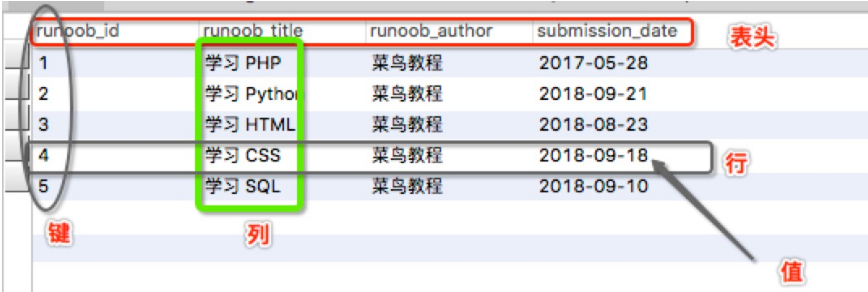 runoob_id runoob_title runoob_author submission_date 表头
1 学习 PHP 菜鸟教程 2017-05-28
2 学习 Python 菜鸟教程 2018-09-21
3 学习 HTML 菜鸟教程 2018-08-23
4 学习 CSS 菜鸟教程 2018-09-18 行
5 学习 SQL 菜鸟教程 2018-09-10
键 列
值